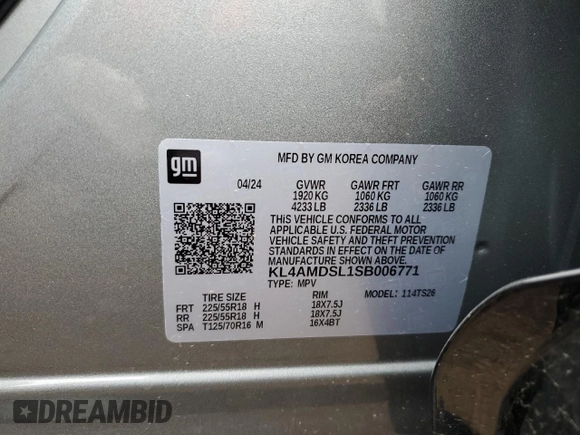 gm
MFD BY GM KOREA COMPANY
04/24 GVWR GAWR FRT GAWR RR
1920 KG 1060 KG 1060 KG
4233 LB 2336 LB 2336 LB
THIS VEHICLE CONFORMS TO ALL
APPLICABLE U.S. FEDERAL MOTOR
VEHICLE SAFETY AND THEFT PREVENTION
STANDARDS IN EFFECT ON THE DATE OF
MANUFACTURE SHOWN ABOVE.
KL4AMDSL1SB006771
TYPE: MPV MODEL: 114TS26
TIRE SIZE RIM
FRT 225/55R18 H 18X7.5J
RR 225/55R18 H 18X7.5J
SPA T125/70R16 M 16X4BT
DREAMBID